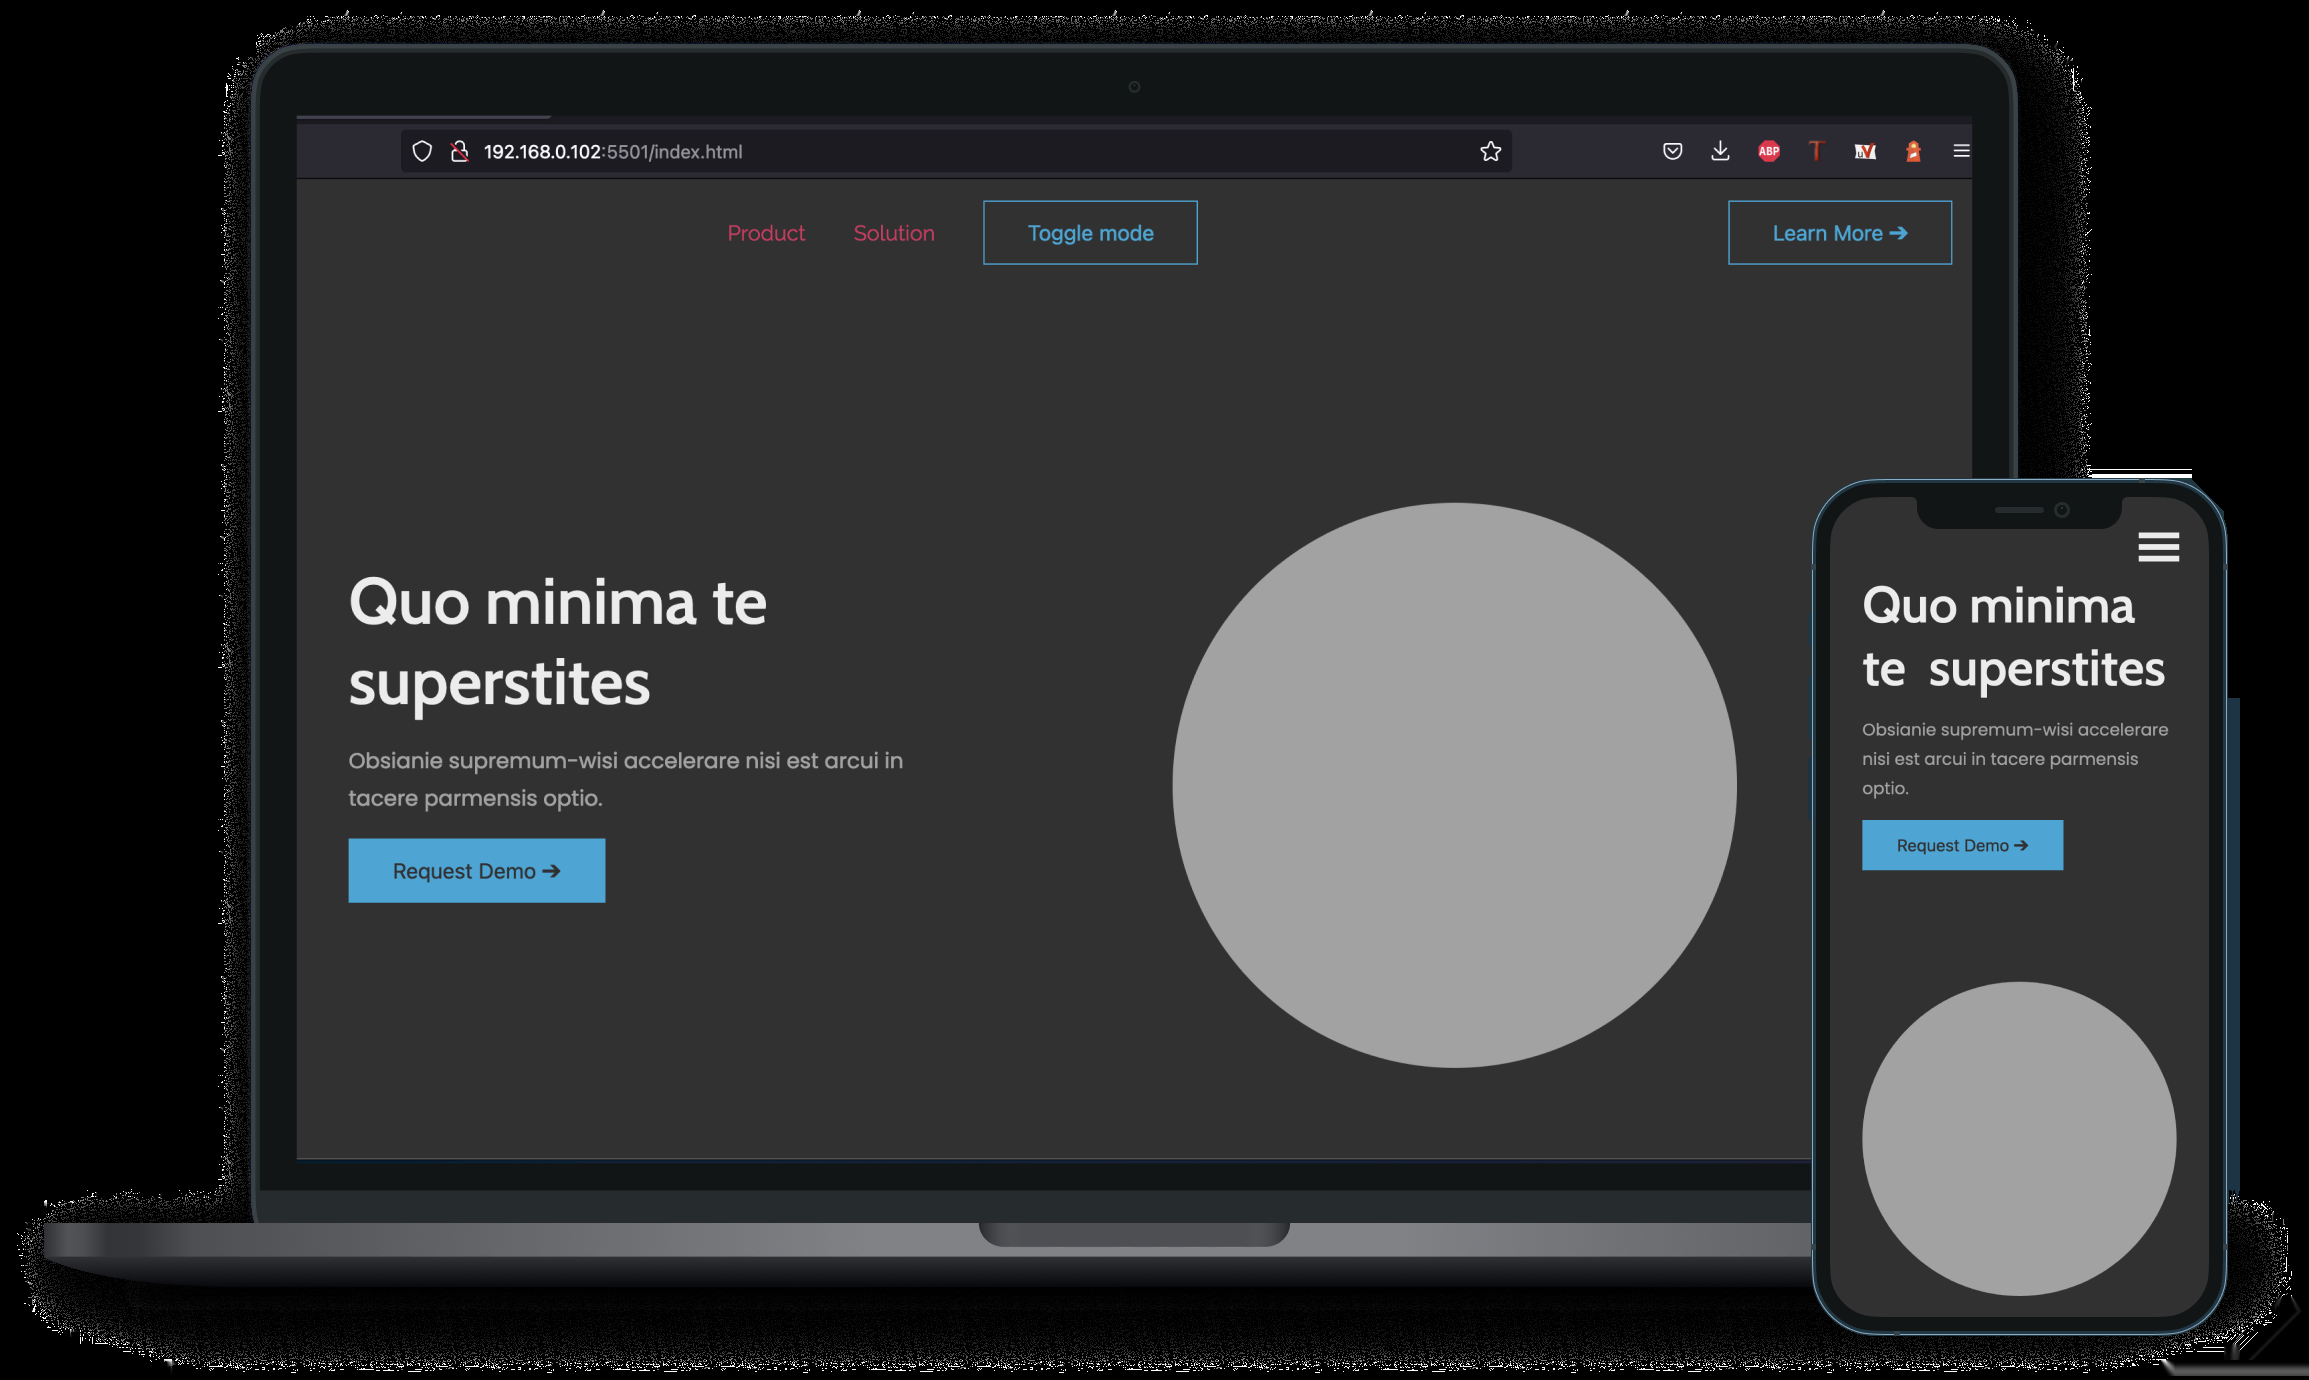 192.168.0.102:5501/index.html
ABP
Product Solution Toggle mode Learn More →
Quo minima te
superstites
Obsianie supremum-wisi accelerare nisi est arcui in
tacere parmensis optio.
Request Demo →
Quo minima
te superstites
Obsianie supremum-wisi accelerare
nisi est arcui in tacere parmensis
optio.
Request Demo →